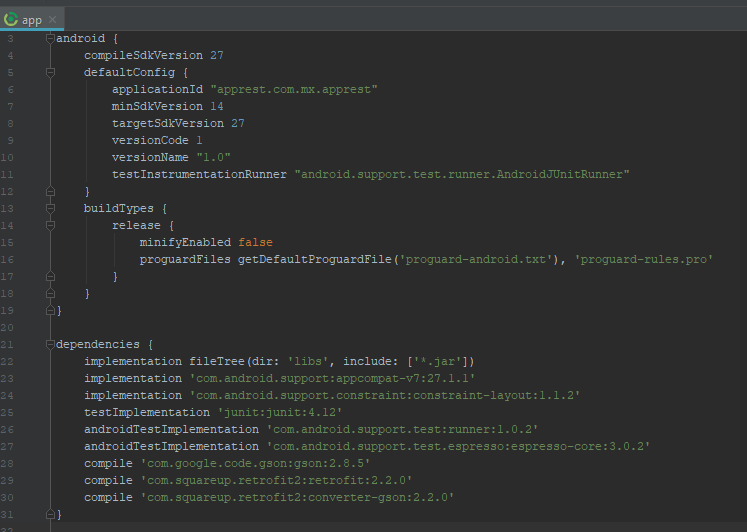 app
3 android {
4 compileSdkVersion 27
5 defaultConfig {
6 applicationId "apprest.com.mx.apprest"
7 minSdkVersion 14
8 targetSdkVersion 27
9 versionCode 1
10 versionName "1.0"
11 testInstrumentationRunner "android.support.test.runner.AndroidJUnitRunner"
12 }
13 buildTypes {
14 release {
15 minifyEnabled false
16 proguardFiles getDefaultProguardFile('proguard-android.txt'), 'proguard-rules.pro'
17 }
18 }
19 }
20
21 dependencies {
22 implementation fileTree(dir: 'libs', include: ['*.jar'])
23 implementation 'com.android.support:appcompat-v7:27.1.1'
24 implementation 'com.android.support.constraint:constraint-layout:1.1.2'
25 testImplementation 'junit:junit:4.12'
26 androidTestImplementation 'com.android.support.test:runner:1.0.2'
27 androidTestImplementation 'com.android.support.test.espresso:espresso-core:3.0.2'
28 compile 'com.google.code.gson:gson:2.8.5'
29 compile 'com.squareup.retrofit2:retrofit:2.2.0'
30 compile 'com.squareup.retrofit2:converter-gson:2.2.0'
31 }
32